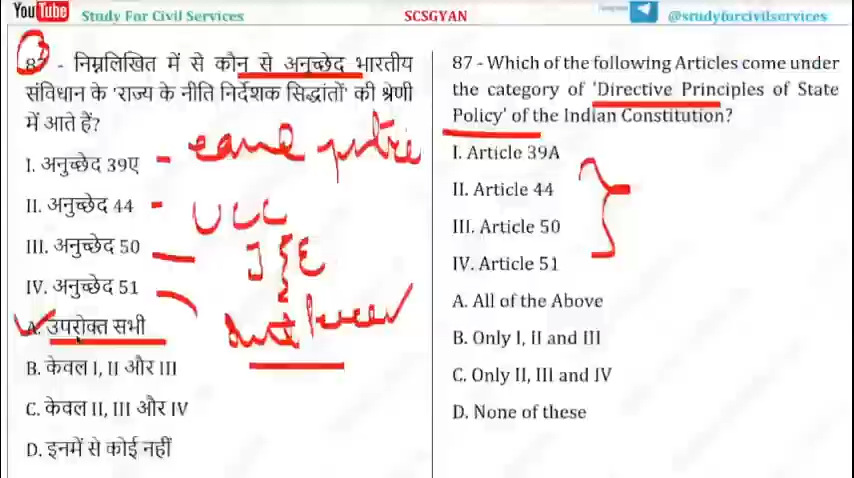 YouTube Study For Civil Services
SCSGYAN
@studyforcivilservices
87 - निम्नलिखित में से कौन से अनुच्छेद भारतीय
संविधान के 'राज्य के नीति निर्देशक सिद्धांतों' की श्रेणी
में आते हैं?
I. अनुच्छेद 39ए
II. अनुच्छेद 44
UCC
III. अनुच्छेद 50
IV. अनुच्छेद 51
A. उपरोक्त सभी
B. केवल I, II और III
C. केवल II, III और IV
D. इनमें से कोई नहीं
87 - Which of the following Articles come under
the category of 'Directive Principles of State
Policy' of the Indian Constitution?
I. Article 39A
II. Article 44
III. Article 50
IV. Article 51
A. All of the Above
B. Only I, II and III
C. Only II, III and IV
D. None of these